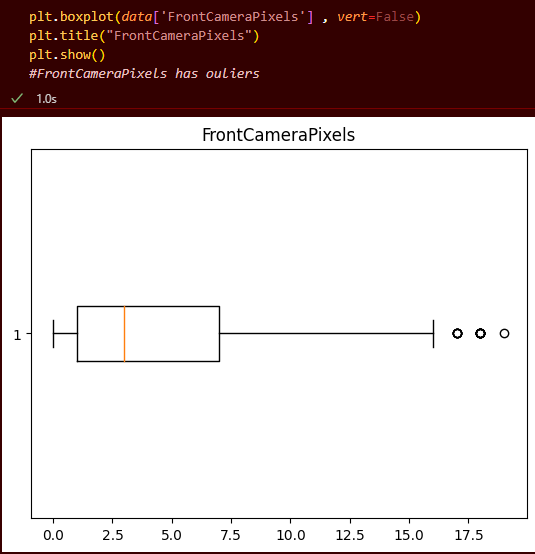 plt.boxplot(data['FrontCameraPixels'] , vert=False)
plt.title("FrontCameraPixels")
plt.show()
#FrontCameraPixels has ouliers
1.0s
FrontCameraPixels
1
0.0 2.5 5.0 7.5 10.0 12.5 15.0 17.5